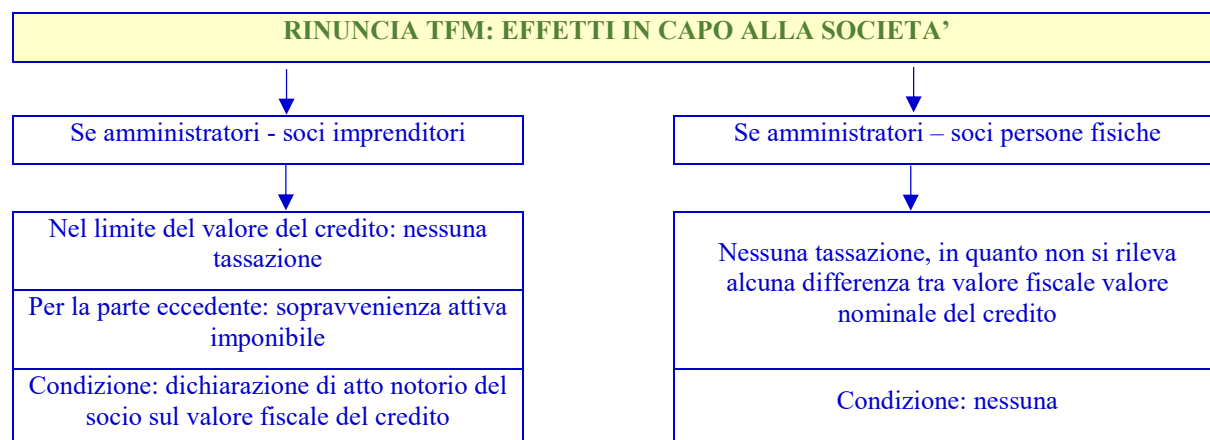 RINUNCIA TFM: EFFETTI IN CAPO ALLA SOCIETA’
Se amministratori - soci imprenditori
Nel limite del valore del credito: nessuna
tassazione
Per la parte eccedente: sopravvenienza attiva
imponibile
Condizione: dichiarazione di atto notorio del
socio sul valore fiscale del credito
Se amministratori – soci persone fisiche
Nessuna tassazione, in quanto non si rileva
alcuna differenza tra valore fiscale valore
nominale del credito
Condizione: nessuna